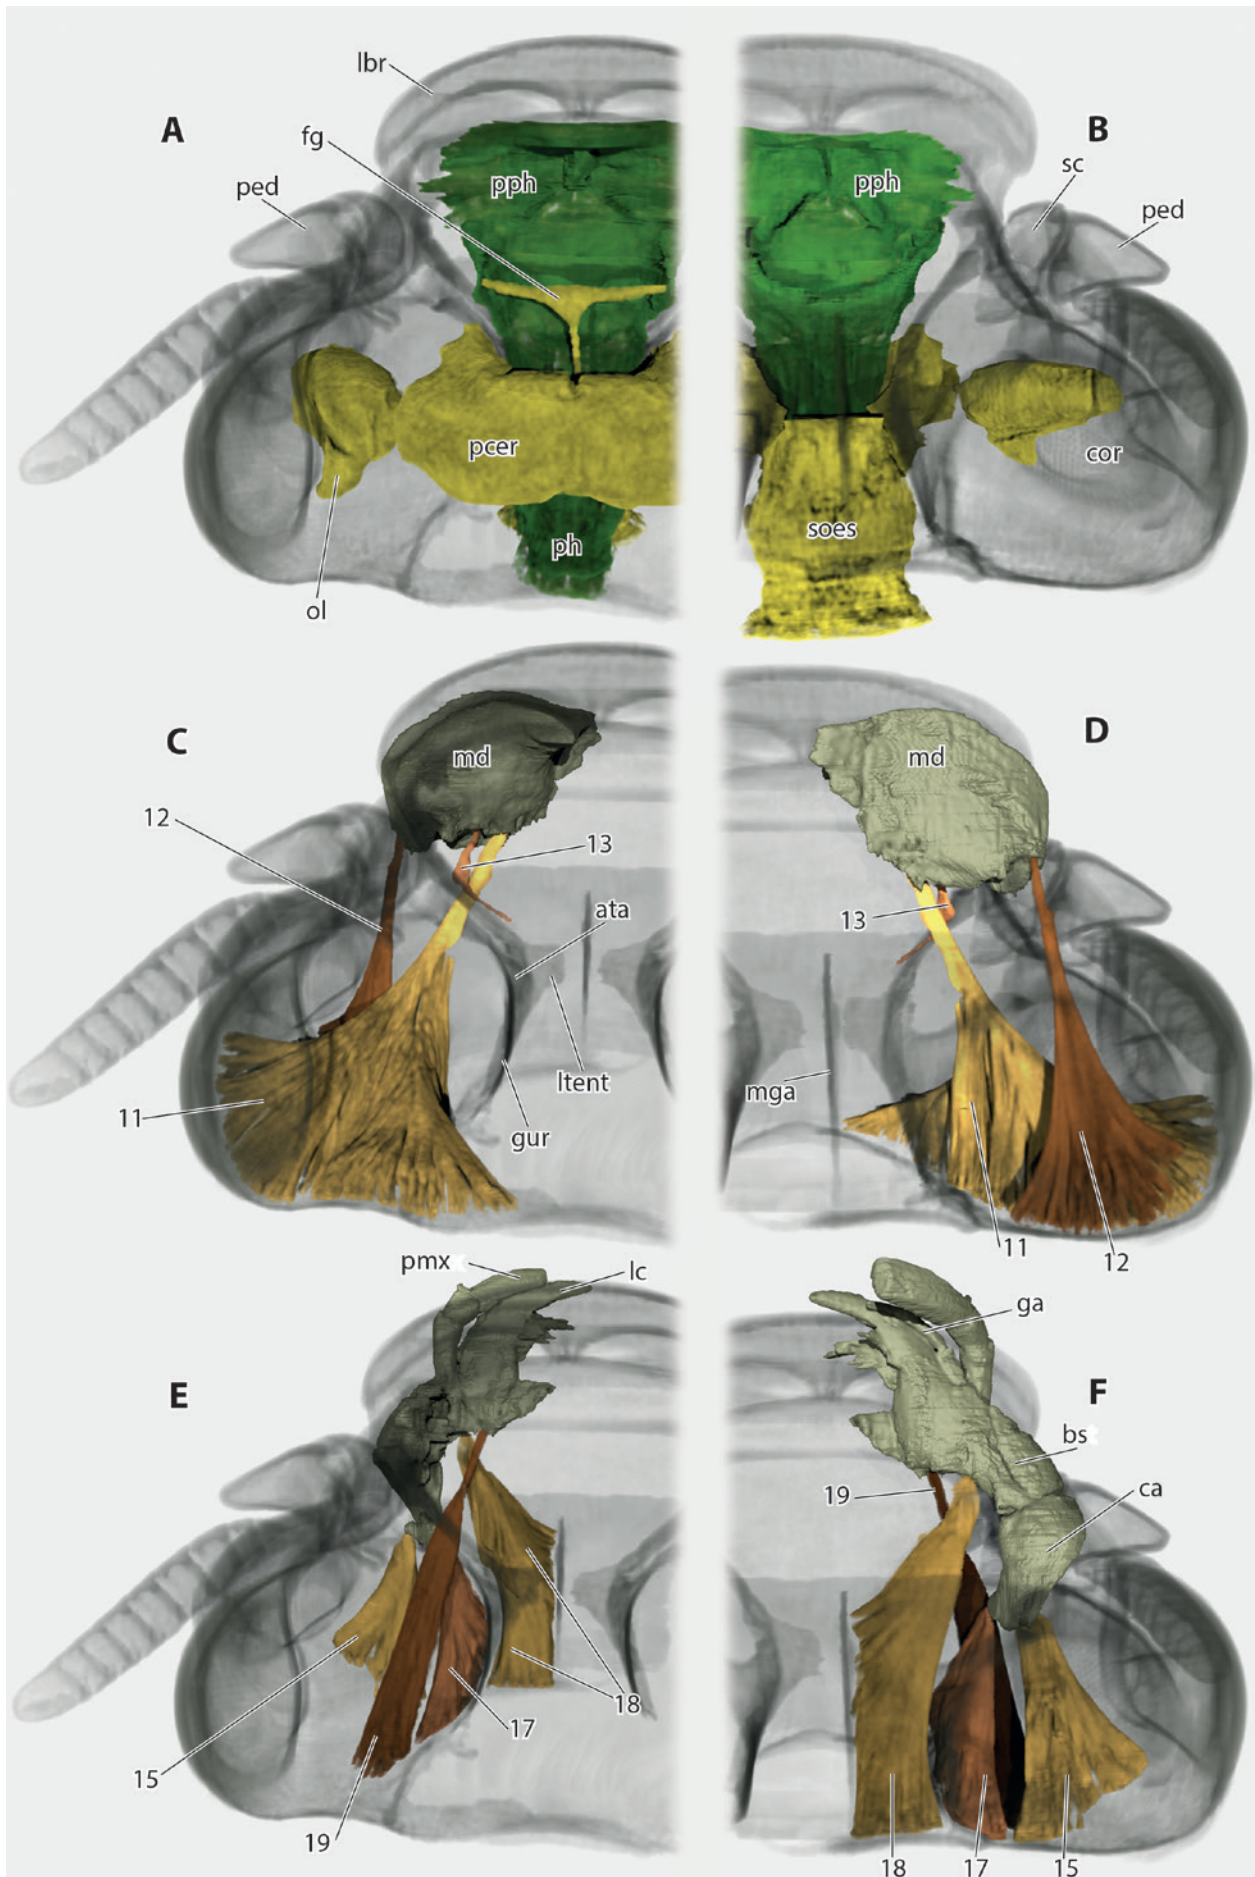 lbr
A
B
fg
sc
ped
pph
pph
ped
pcer
cor
soes
ph
ol
C
md
md
D
12
13
13
ata
ltent
mga
11
gur
11
12
pmx
lc
ga
E
F
bs
19
ca
18
17
15
19
18
17
15